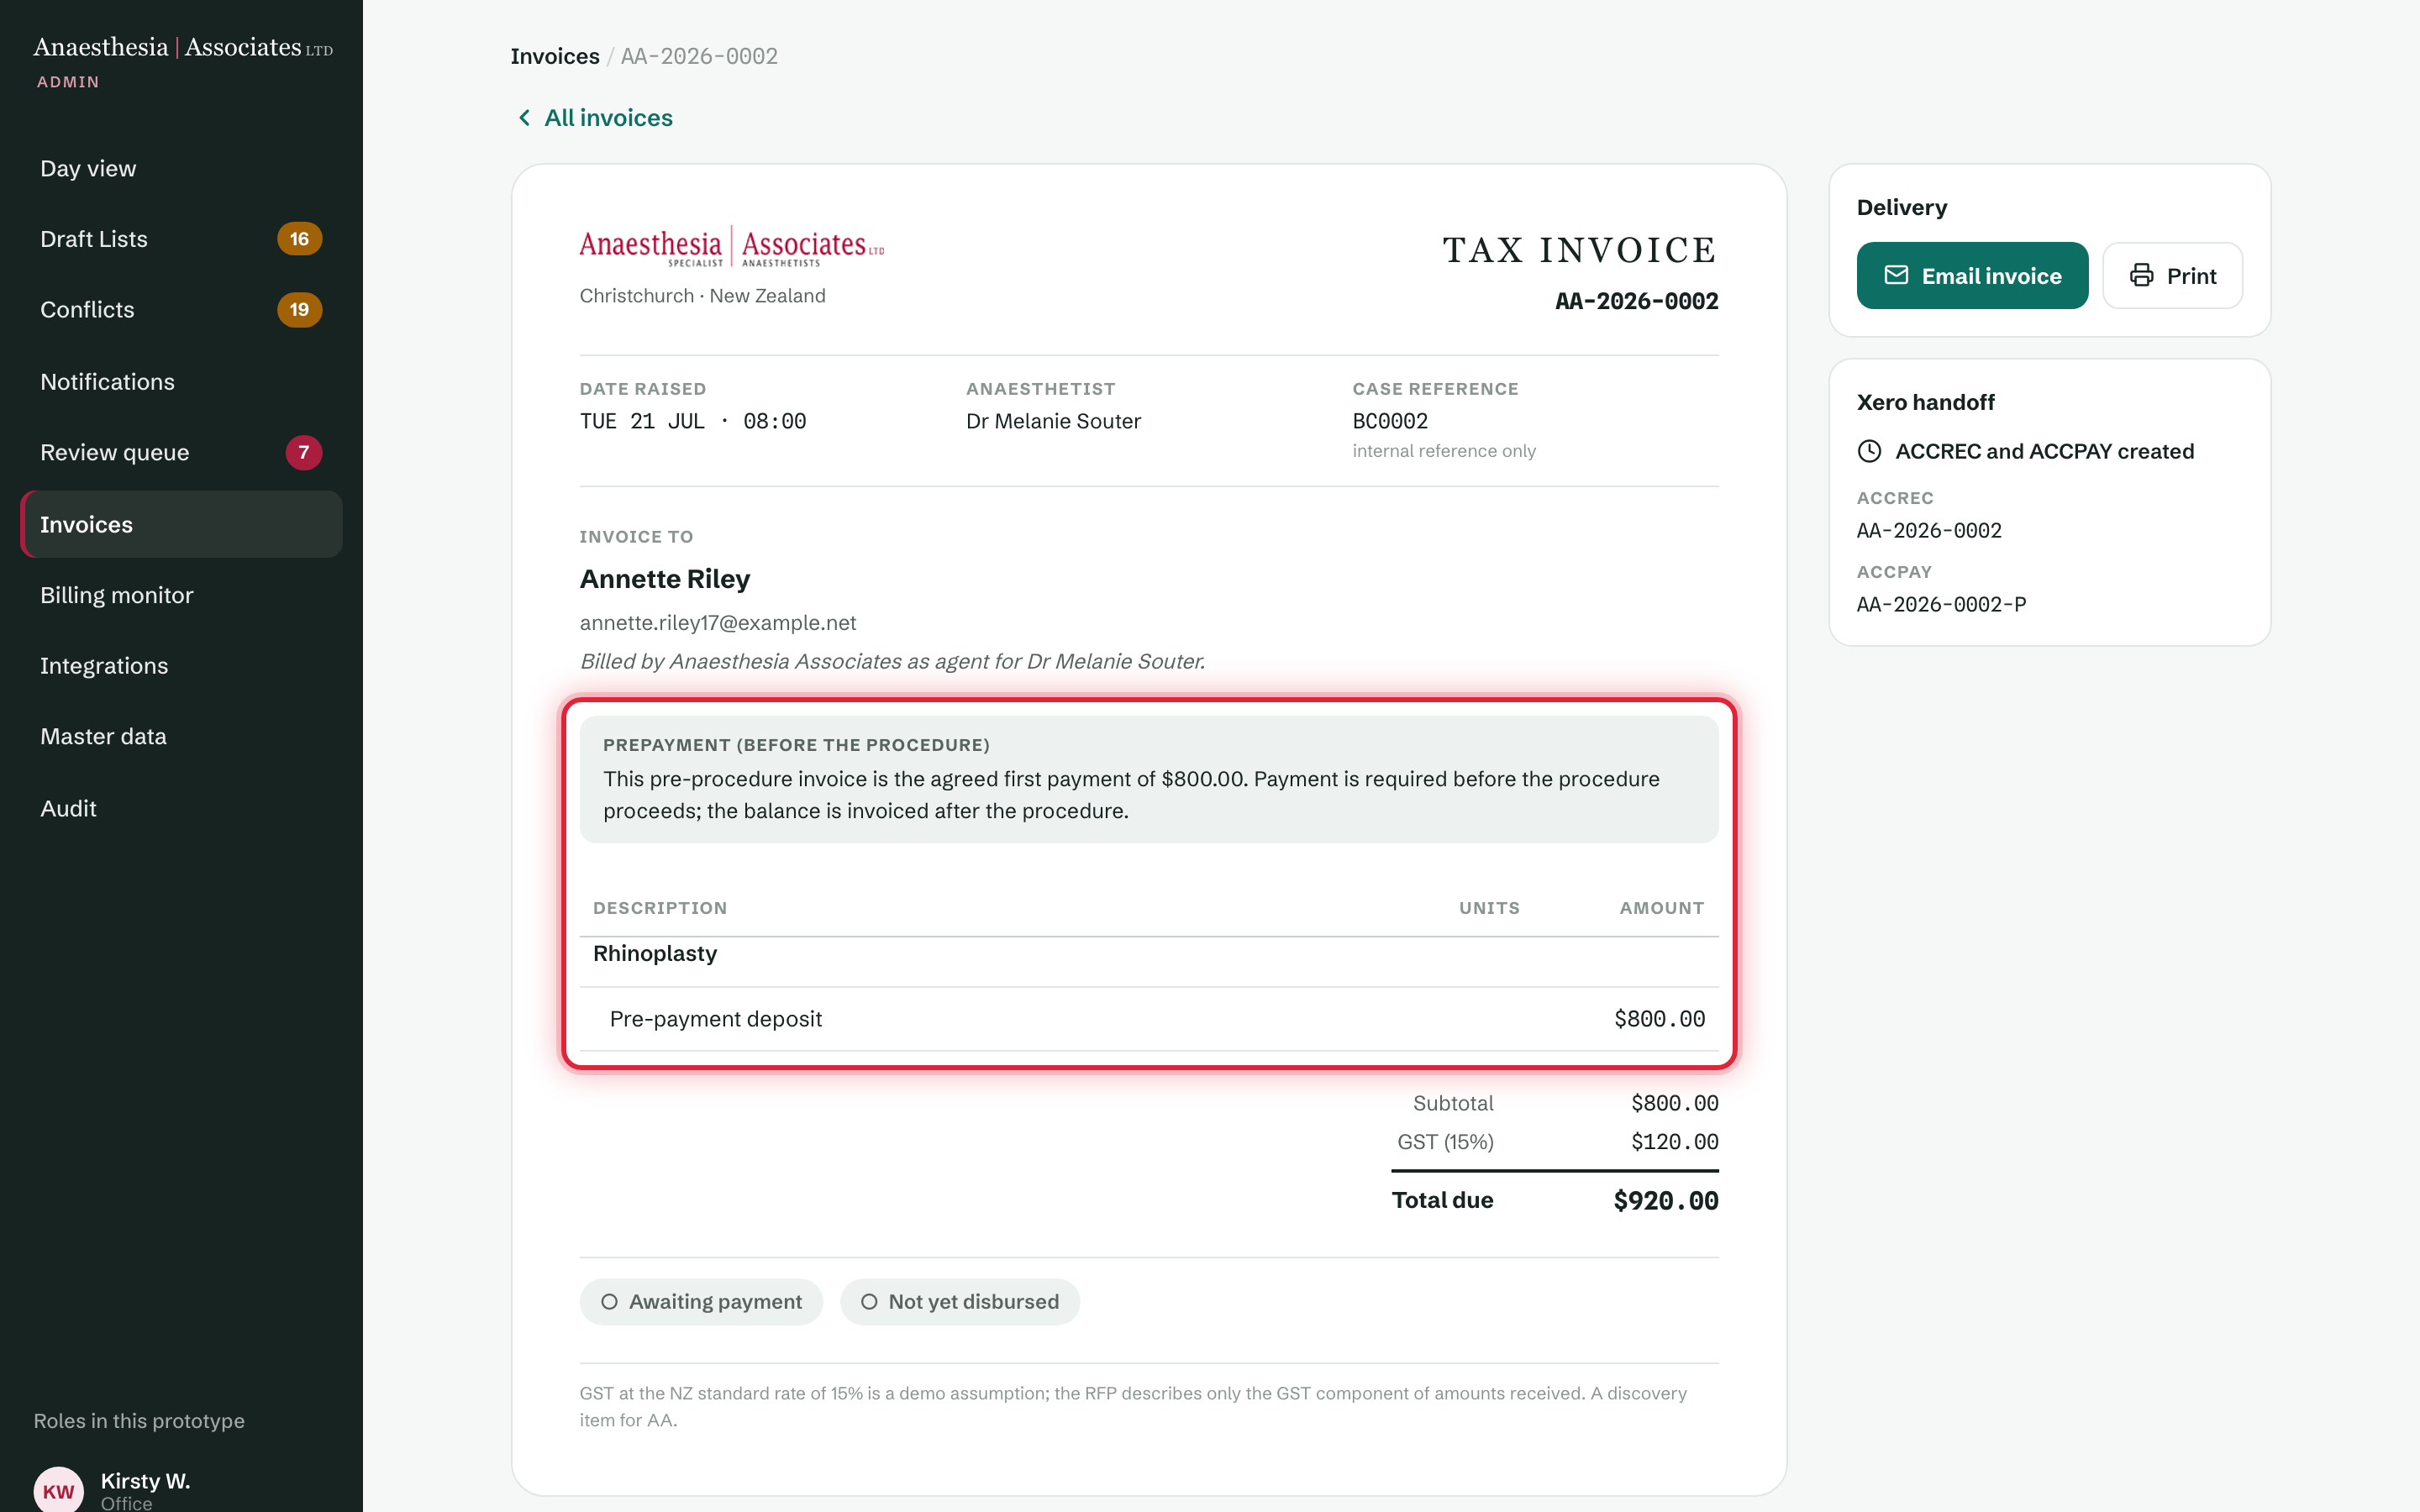 Anaesthesia | Associates LTD
ADMIN
Day view
Draft Lists 16
Conflicts 19
Notifications
Review queue 7
Invoices
Billing monitor
Integrations
Master data
Audit
Roles in this prototype
KW Kirsty W.
Office
Invoices / AA-2026-0002
All invoices
Anaesthesia | Associates LTD
SPECIALIST ANAESTHETISTS
Christchurch · New Zealand
TAX INVOICE
AA-2026-0002
DATE RAISED
TUE 21 JUL · 08:00
ANAESTHETIST
Dr Melanie Souter
CASE REFERENCE
BC0002
internal reference only
INVOICE TO
Annette Riley
annette.riley17@example.net
Billed by Anaesthesia Associates as agent for Dr Melanie Souter.
PREPAYMENT (BEFORE THE PROCEDURE)
This pre-procedure invoice is the agreed first payment of $800.00. Payment is required before the procedure
proceeds; the balance is invoiced after the procedure.
DESCRIPTION UNITS AMOUNT
Rhinoplasty
Pre-payment deposit $800.00
Subtotal $800.00
GST (15%) $120.00
Total due $920.00
Awaiting payment Not yet disbursed
GST at the NZ standard rate of 15% is a demo assumption; the RFP describes only the GST component of amounts received. A discovery
item for AA.
Delivery
Email invoice Print
Xero handoff
ACCREC and ACCPAY created
ACCREC
AA-2026-0002
ACCPAY
AA-2026-0002-P